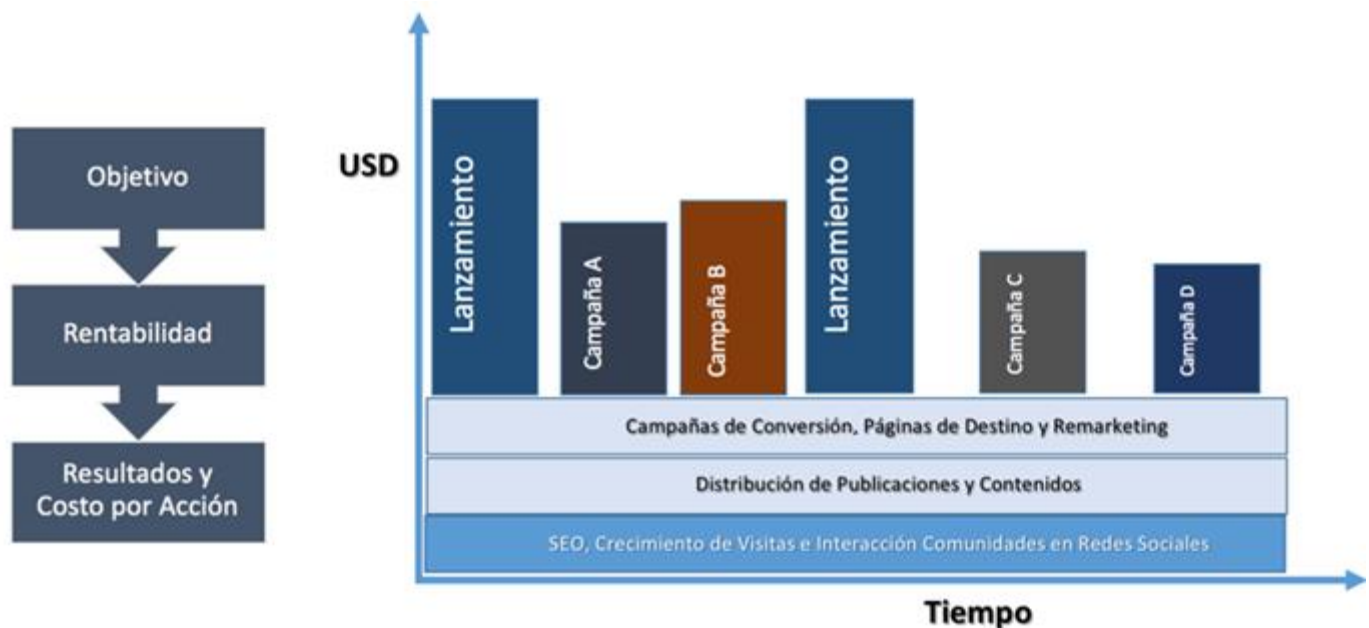 Objetivo
Rentabilidad
Resultados y
Costo por Acción
USD
Lanzamiento
Campaña A
Campaña B
Lanzamiento
Campaña C
Campaña D
Campañas de Conversión, Páginas de Destino y Remarketing
Distribución de Publicaciones y Contenidos
SEO, Crecimiento de Visitas e Interacción Comunidades en Redes Sociales
Tiempo